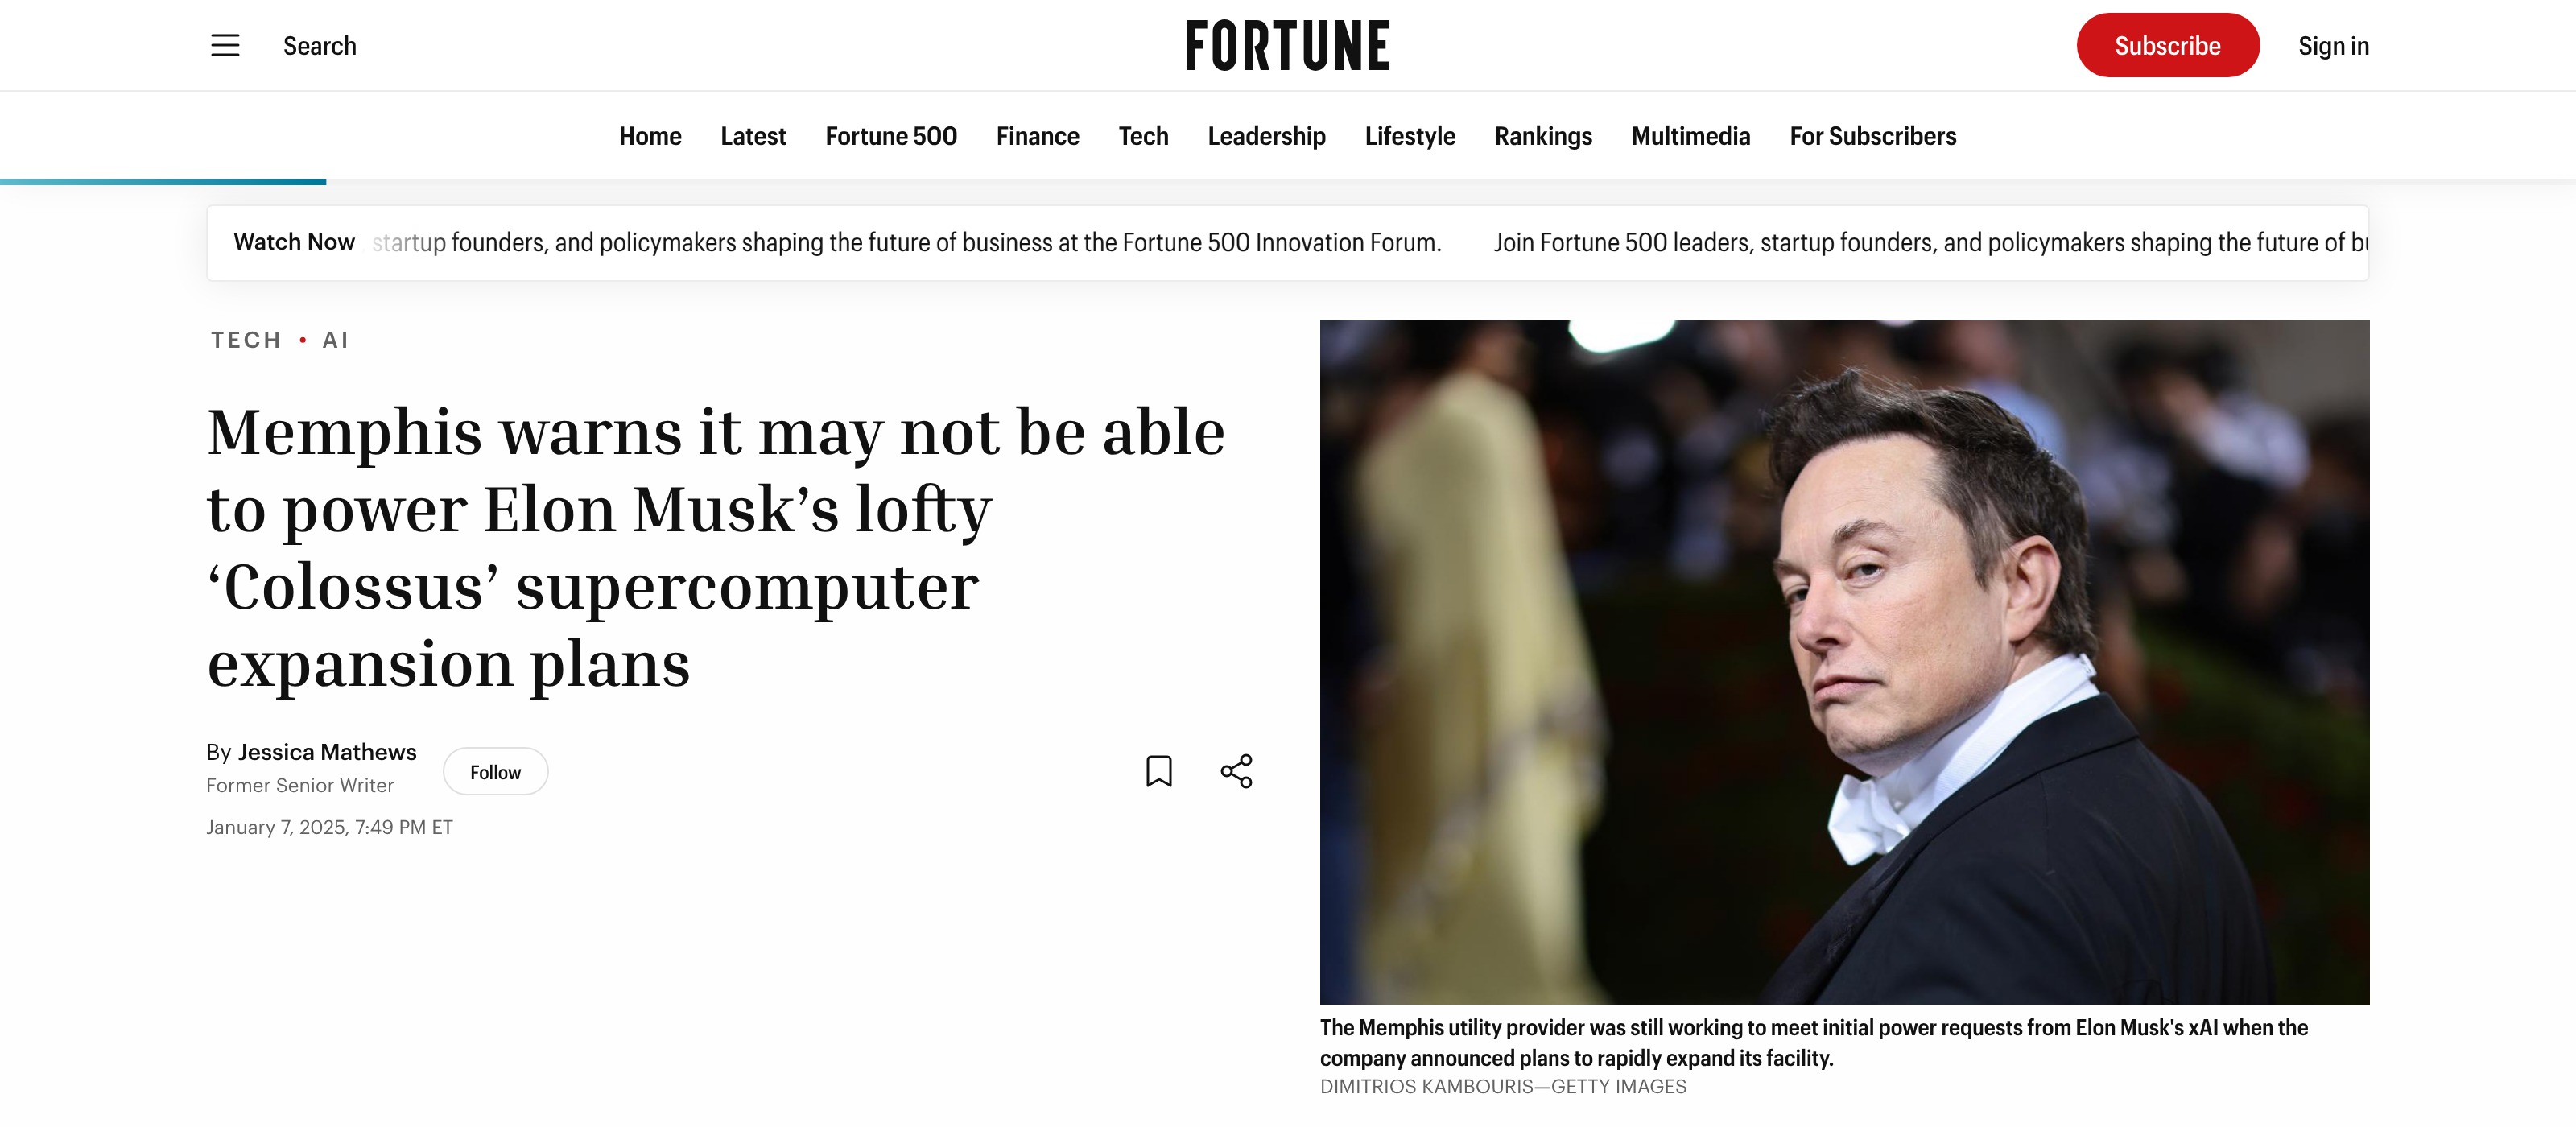 Search
FORTUNE
Subscribe
Sign in
Home
Latest
Fortune 500
Finance
Tech
Leadership
Lifestyle
Rankings
Multimedia
For Subscribers
Watch Now
startup founders, and policymakers shaping the future of business at the Fortune 500 Innovation Forum.
Join Fortune 500 leaders, startup founders, and policymakers shaping the future of bu
TECH • AI
Memphis warns it may not be able
to power Elon Musk’s lofty
‘Colossus’ supercomputer
expansion plans
By Jessica Mathews
Former Senior Writer
Follow
January 7, 2025, 7:49 PM ET
The Memphis utility provider was still working to meet initial power requests from Elon Musk's xAI when the
company announced plans to rapidly expand its facility.
DIMITRIOS KAMBOURIS—GETTY IMAGES